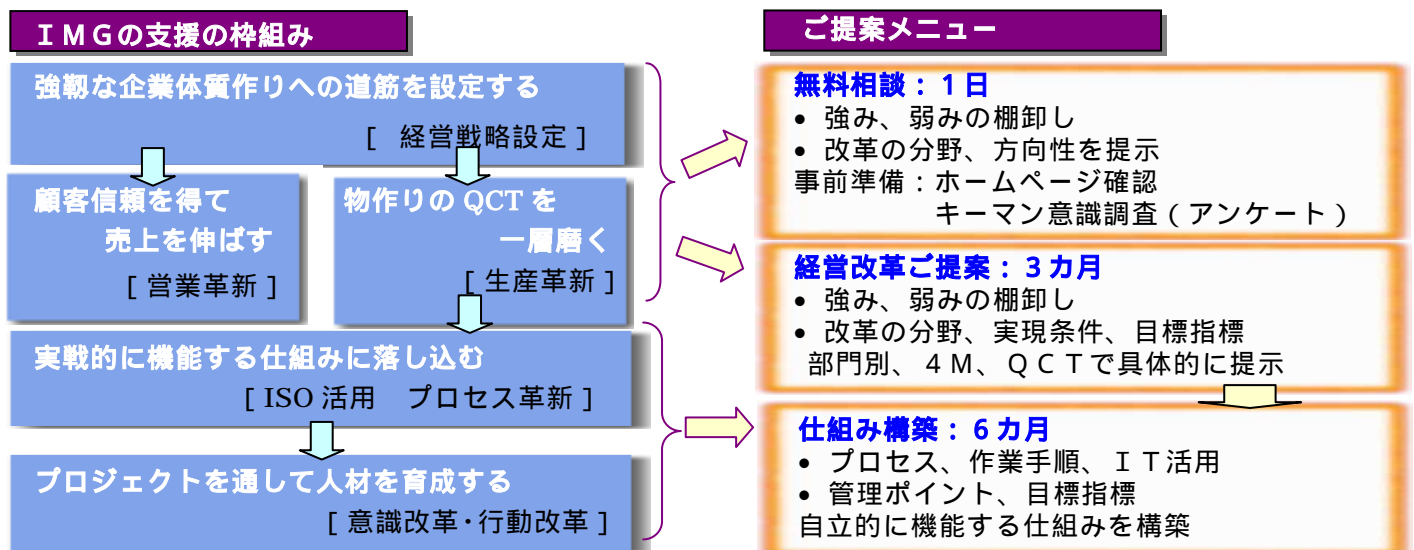 ＩＭＧの支援の枠組み
強靭な企業体質作りへの道筋を設定する
[ 経営戦略設定 ]
顧客信頼を得て
売上を伸ばす
[ 営業革新 ]
物作りの QCT を
一層磨く
[ 生産革新 ]
実戦的に機能する仕組みに落し込む
[ ISO 活用　プロセス革新 ]
プロジェクトを通して人材を育成する
[ 意識改革・行動改革 ]
ご提案メニュー
無料相談：１日
• 強み、弱みの棚卸し
• 改革の分野、方向性を提示
事前準備：ホームページ確認
キーマン意識調査（アンケート）
経営改革ご提案：３カ月
• 強み、弱みの棚卸し
• 改革の分野、実現条件、目標指標
部門別、４Ｍ、ＱＣＴで具体的に提示
仕組み構築：６カ月
• プロセス、作業手順、ＩＴ活用
• 管理ポイント、目標指標
自立的に機能する仕組みを構築